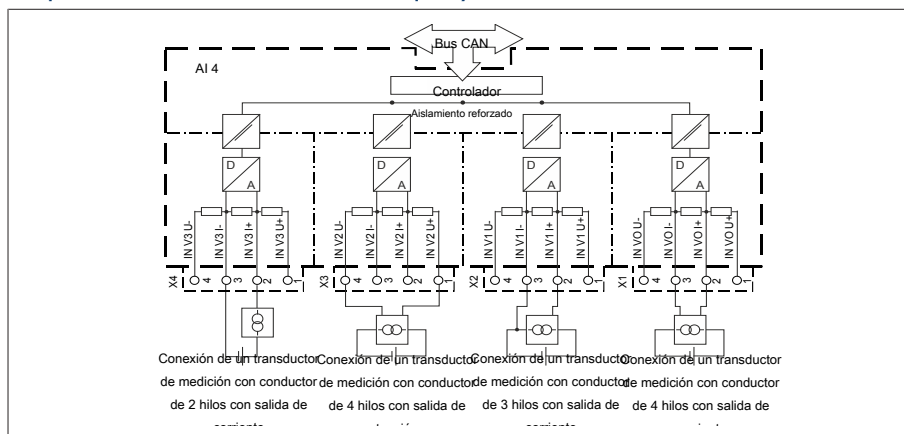 Bus CAN
AI 4
Controlador
Aislamiento reforzado
D A
D A
D A
D A
IN V3 U-
IN V3 I-
IN V3 I+
IN V3 U+
IN V2 U-
IN V2 I-
IN V2 I+
IN V2 U+
IN V1 U-
IN V1 I-
IN V1 I+
IN V1 U+
IN VO U-
IN VO I-
IN VO I+
IN VO U+
X4 4 3 2 1
X3 4 3 2 1
X2 4 3 2 1
X1 4 3 2 1
Conexión de un transductor
de medición con conductor
de 2 hilos con salida de
Conexión de un transductor
de medición con conductor
de 4 hilos con salida de
Conexión de un transductor
de medición con conductor
de 3 hilos con salida de
Conexión de un transductor
de medición con conductor
de 4 hilos con salida de